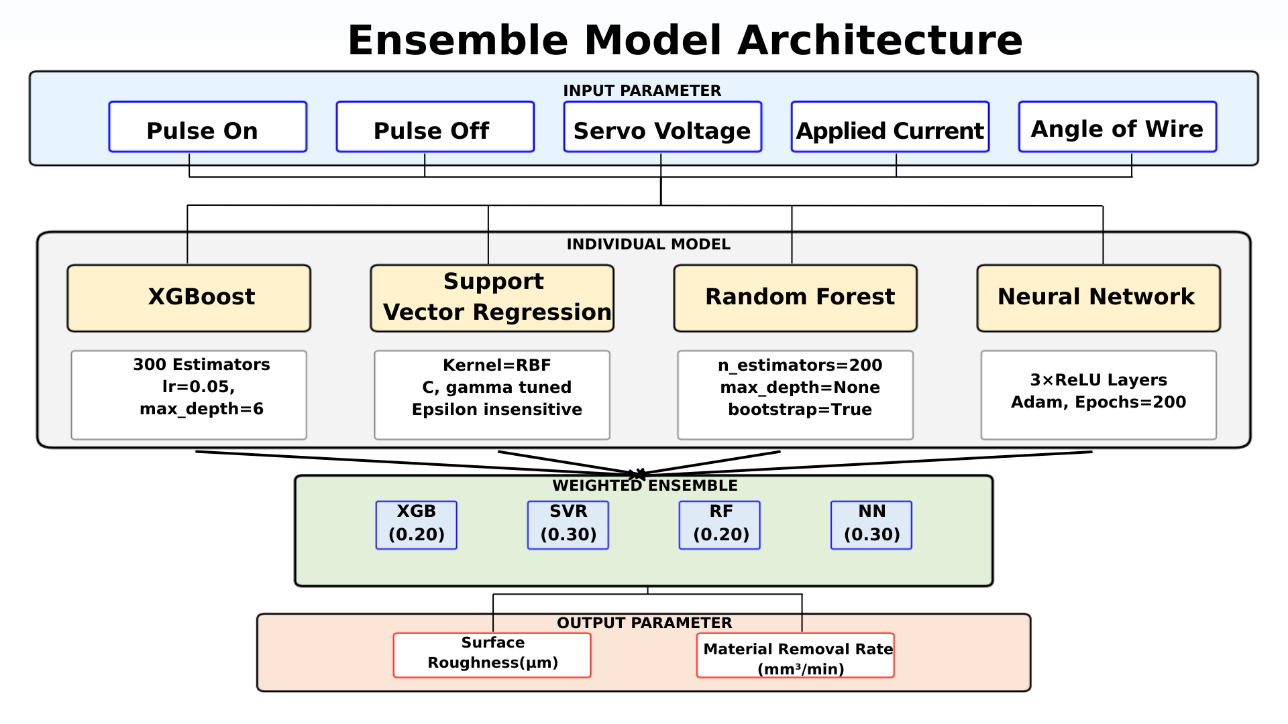 Ensemble Model Architecture
INPUT PARAMETER
Pulse On
Pulse Off
Servo Voltage
Applied Current
Angle of Wire
INDIVIDUAL MODEL
XGBoost
Support
Vector Regression
Random Forest
Neural Network
300 Estimators
lr=0.05,
max_depth=6
Kernel=RBF
C, gamma tuned
Epsilon insensitive
n_estimators=200
max_depth=None
bootstrap=True
3×ReLU Layers
Adam, Epochs=200
WEIGHTED ENSEMBLE
XGB
(0.20)
SVR
(0.30)
RF
(0.20)
NN
(0.30)
OUTPUT PARAMETER
Surface
Roughness(μm)
Material Removal Rate
(mm³/min)